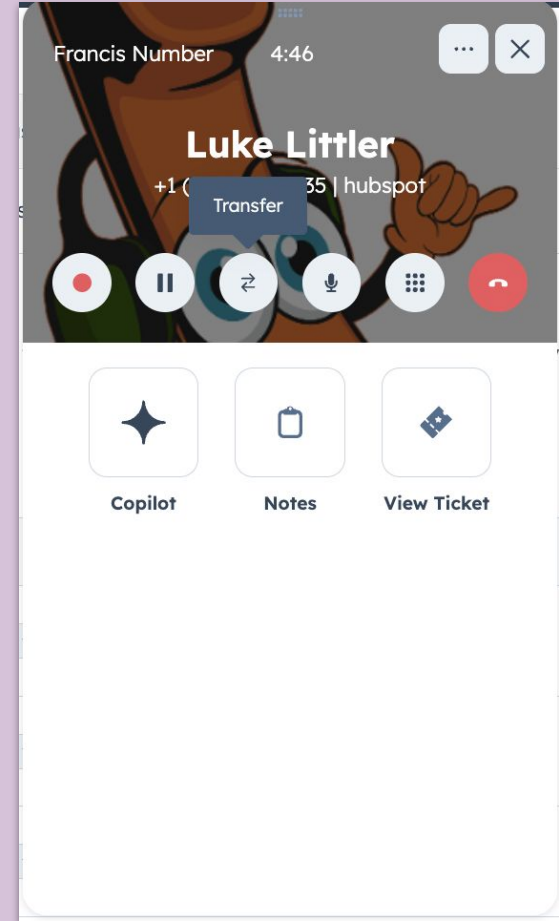 Francis Number 4:46
Luke Littler
+1 ( 35 | hubspot
Transfer
Copilot Notes View Ticket